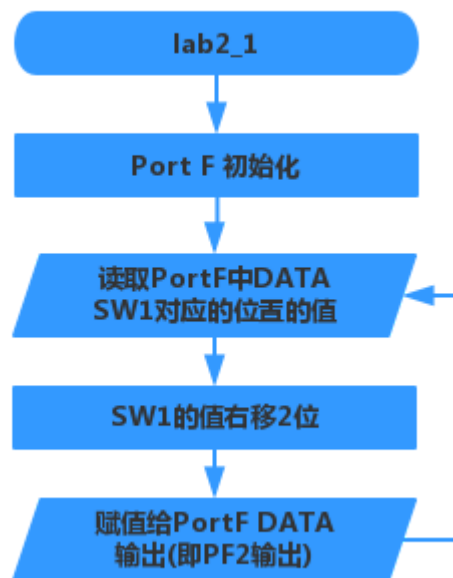 lab2_1
Port F 初始化
读取PortF中DATA
SW1对应的位置的值
SW1的值右移2位
赋值给PortF DATA
输出(即PF2输出)